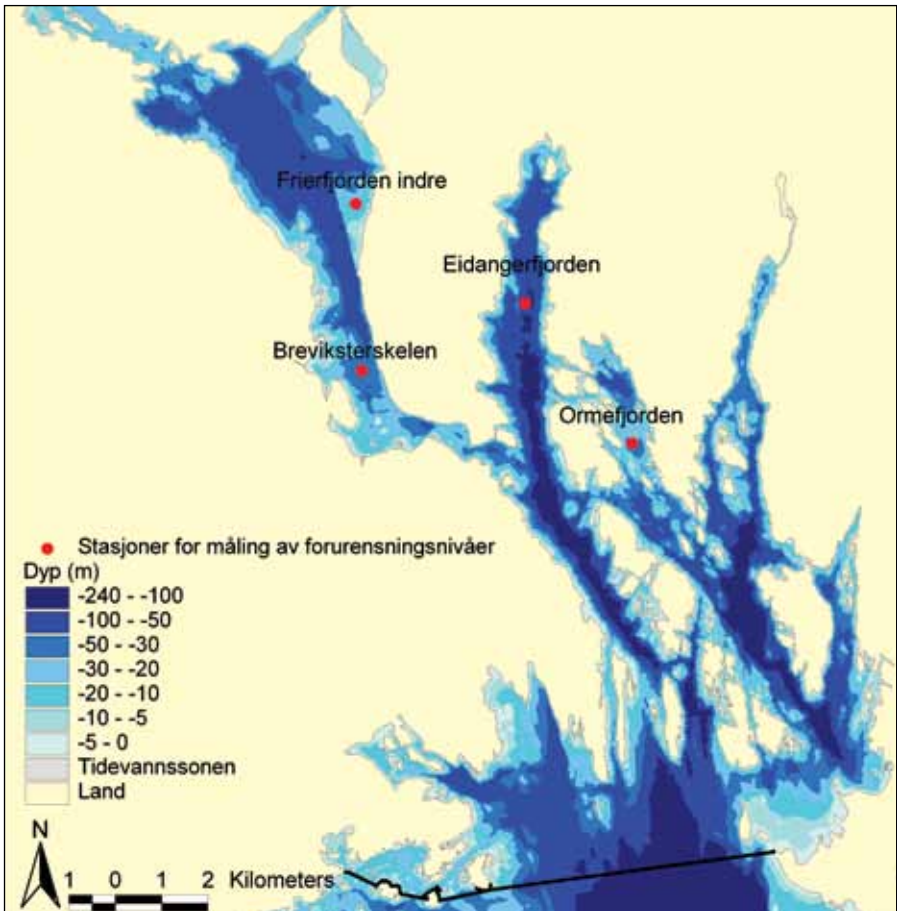 Frierfjorden indre
Eidangerfjorden
Breviksterskelen
Ormefjorden
Stasjoner for måling av forurensningsnivåer
Dyp (m)
-240 - -100
-100 - -50
-50 - -30
-30 - -20
-20 - -10
-10 - -5
-5 - 0
Tidevannssonen
Land
N
1 0 1 2 Kilometers